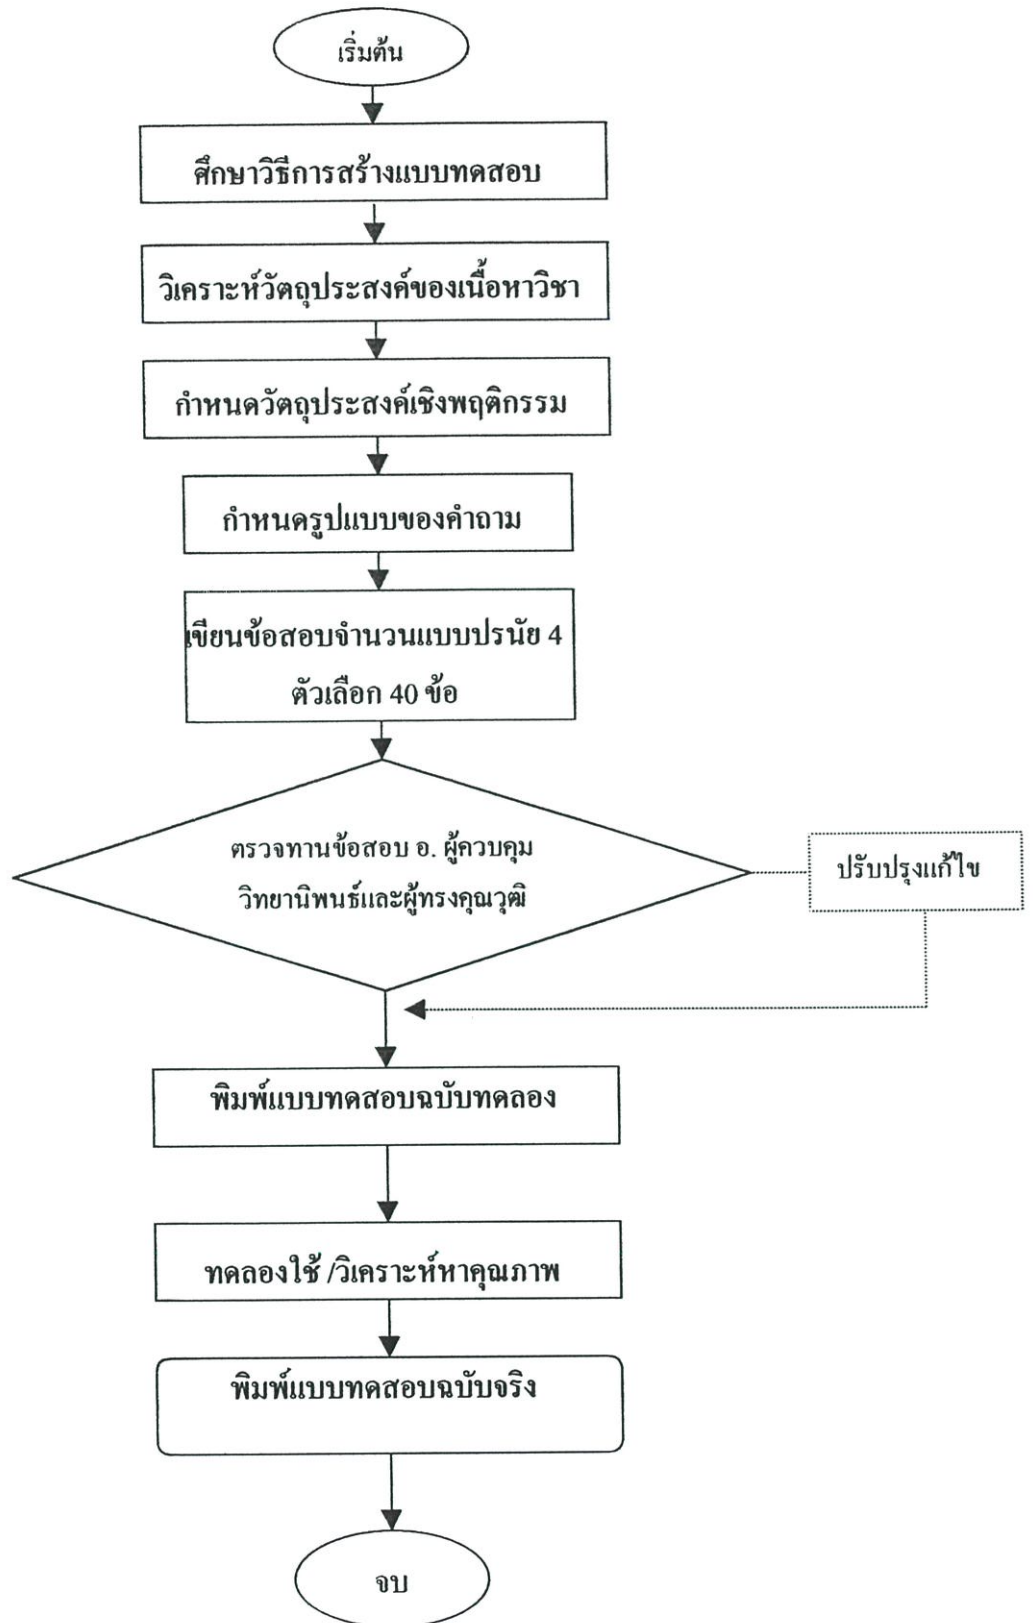 เริ่มต้น
ศึกษาวิธีการสร้างแบบทดสอบ
วิเคราะห์วัตถุประสงค์ของเนื้อหาวิชา
กำหนดวัตถุประสงค์เชิงพฤติกรรม
กำหนดรูปแบบของคำถาม
เขียนข้อสอบจำนวนแบบปรนัย 4
ตัวเลือก 40 ข้อ
ตรวจทานข้อสอบ อ. ผู้ควบคุม
วิทยานิพนธ์และผู้ทรงคุณวุฒิ
ปรับปรุงแก้ไข
พิมพ์แบบทดสอบฉบับทดลอง
ทดลองใช้ /วิเคราะห์หาคุณภาพ
พิมพ์แบบทดสอบฉบับจริง
จบ